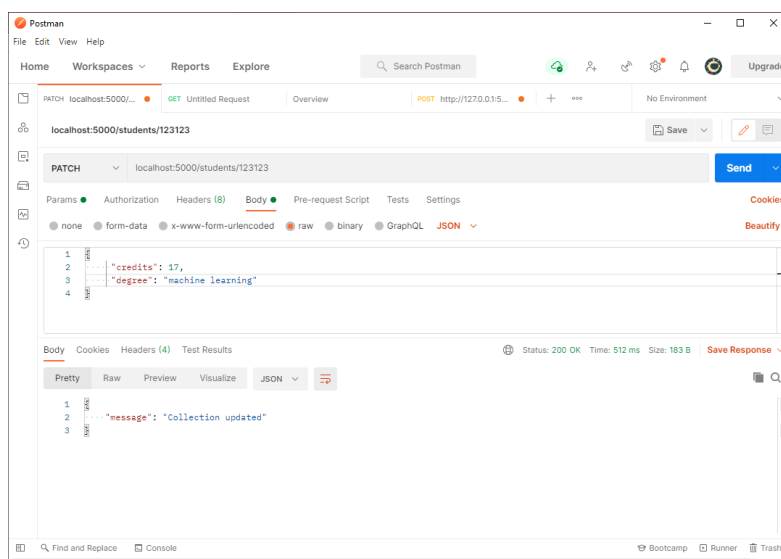 Postman
File Edit View Help
Home Workspaces Reports Explore Search Postman Upgrade
PATCH localhost:5000/... GET Untitled Request Overview POST http://127.0.0.1:5... + ooo No Environment
localhost:5000/students/123123 Save
PATCH localhost:5000/students/123123 Send
Params Authorization Headers (8) Body Pre-request Script Tests Settings Cookies
none form-data x-www-form-urlencoded raw binary GraphQL JSON Beautify
1 {
2 "credits": 17,
3 "degree": "machine learning"
4 }
Body Cookies Headers (4) Test Results Status: 200 OK Time: 512 ms Size: 183 B Save Response
Pretty Raw Preview Visualize JSON
1 {
2 "message": "Collection updated"
3 }
Find and Replace Console Bootcamp Runner Trash